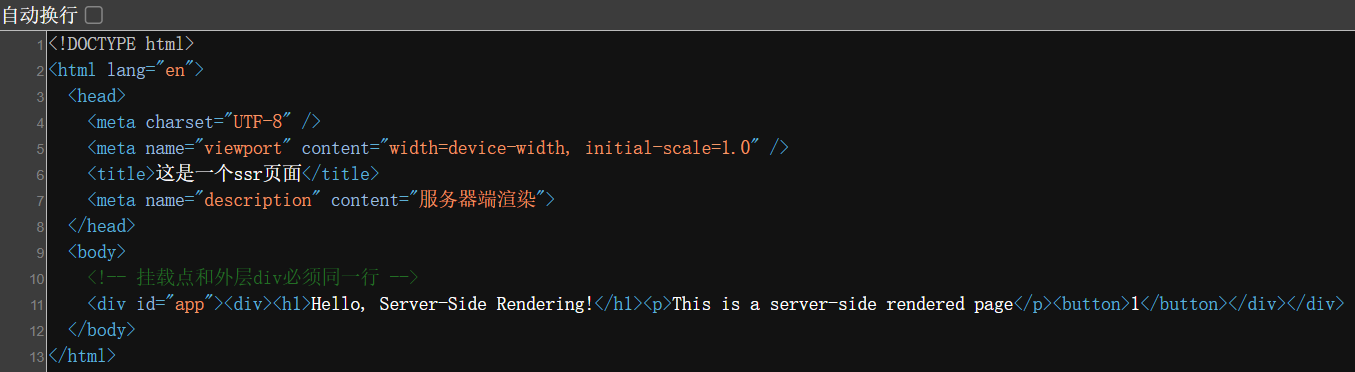 自动换行
1 <!DOCTYPE html>
2 <html lang="en">
3   <head>
4     <meta charset="UTF-8" />
5     <meta name="viewport" content="width=device-width, initial-scale=1.0" />
6     <title>这是一个ssr页面</title>
7     <meta name="description" content="服务器端渲染">
8   </head>
9   <body>
10     <!-- 挂载点和外层div必须同一行 -->
11     <div id="app"><div><h1>Hello, Server-Side Rendering!</h1><p>This is a server-side rendered page</p><button>1</button></div></div>
12   </body>
13 </html>